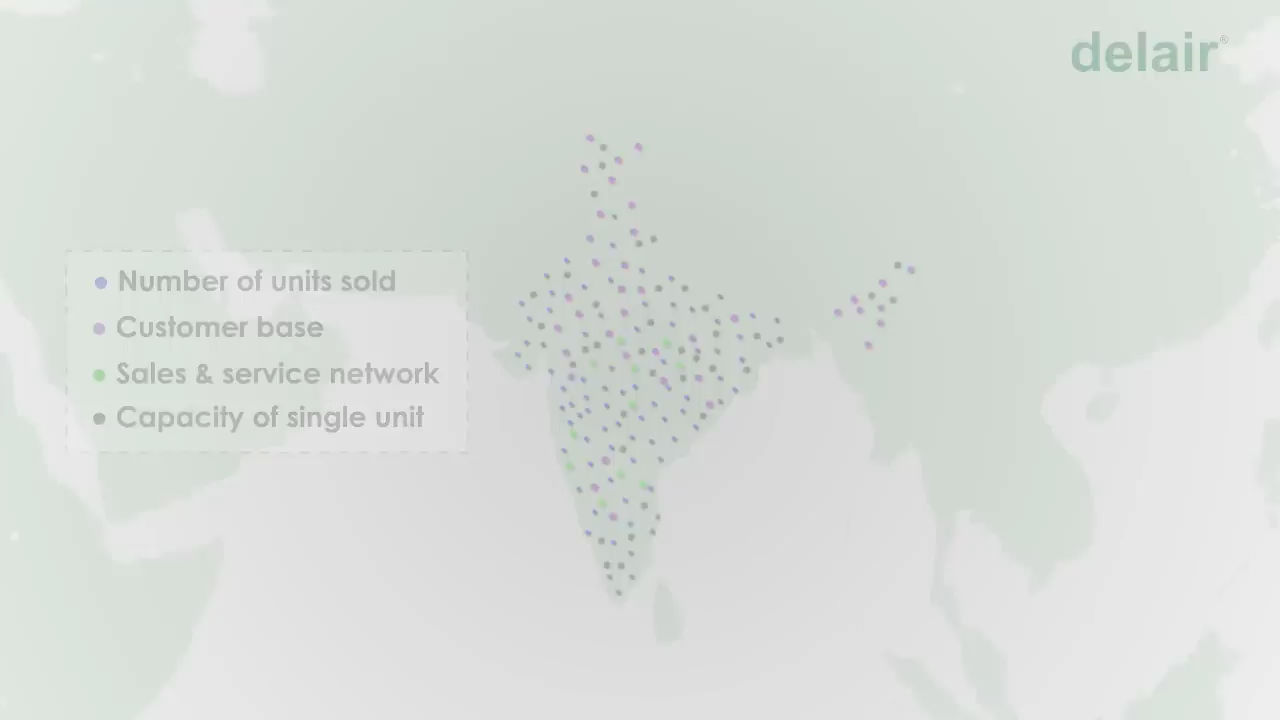 delair®
Number of units sold
Customer base
Sales & service network
Capacity of single unit